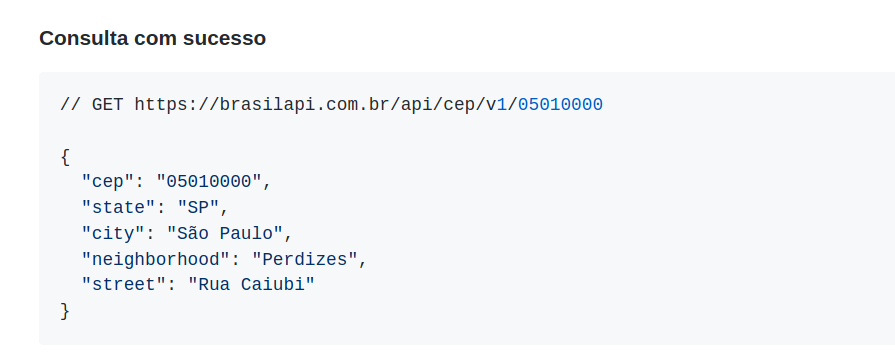 Consulta com sucesso
// GET https://brasilapi.com.br/api/cep/v1/05010000
{
  "cep": "05010000",
  "state": "SP",
  "city": "São Paulo",
  "neighborhood": "Perdizes",
  "street": "Rua Caiubi"
}